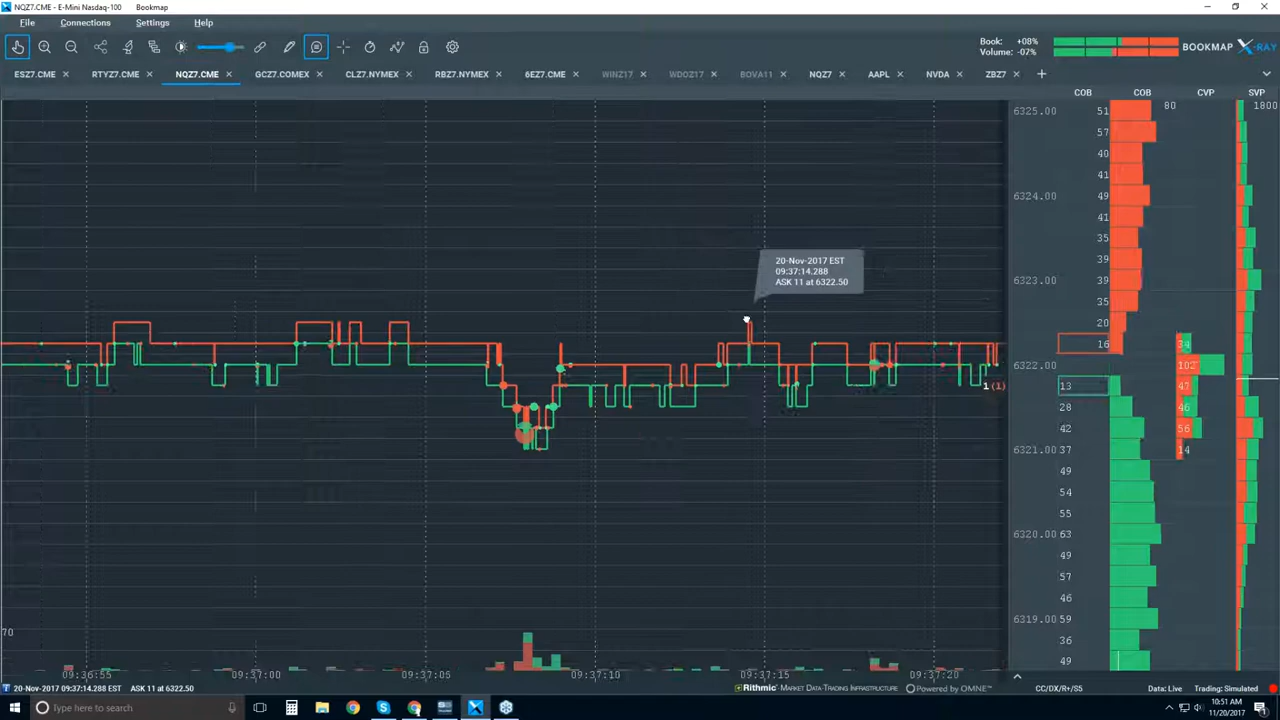 NQZ7.CME - E-Mini Nasdaq-100
Bookmap
File Connections Settings Help
Book: +08%
Volume: -07%
BOOKMAP X-RAY
ESZ7.CME RTYZ7.CME NQZ7.CME GCZ7.COMEX CLZ7.NYMEX RBZ7.NYMEX 6EZ7.CME WINZ17 WDOZ17 BOVA11 NQZ7 AAPL NVDA ZBZ7
COB COB CVP SVP
80 1800
6325.00 51
57
40
41
6324.00 49
41
35
39
6323.00 39
35
20
16 34
6322.00 102
13 47
28 46
42 56
6321.00 37 14
49
54
55
6320.00 63
49
57
46
6319.00 59
36
49
20-Nov-2017 EST
09:37:14.288
ASK 11 at 6322.50
1 (1)
70
09:36:55 09:37:00 09:37:05 09:37:10 09:37:15 09:37:20
20-Nov-2017 09:37:14.288 EST ASK 11 at 6322.50
Rithmic™ Market Data-Trading Infrastructure Powered by OMNE™
CC/DX/R+/S5 Data: Live Trading: Simulated
Type here to search
10:51 AM
11/20/2017